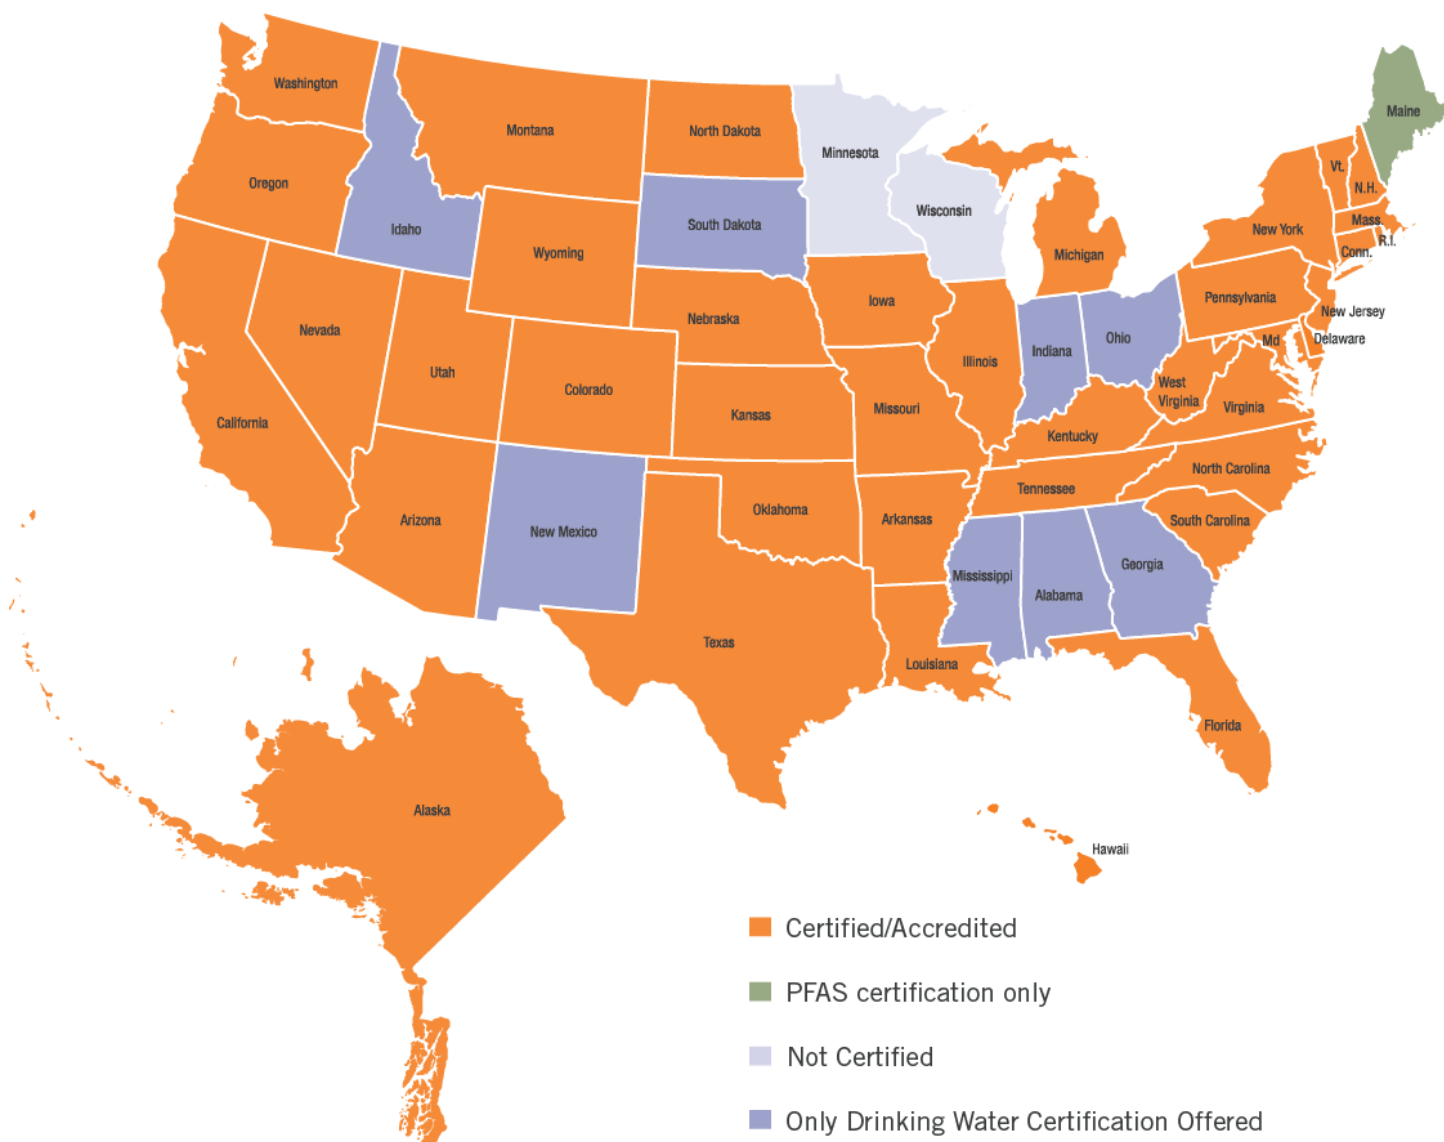 Washington
Montana
North Dakota
Minnesota
Maine
Oregon
Idaho
Wyoming
South Dakota
Wisconsin
Michigan
New York
Vt.
N.H.
Mass.
Conn.
R.I.
Nevada
Utah
Colorado
Nebraska
Iowa
Illinois
Indiana
Ohio
Pennsylvania
New Jersey
Md
Delaware
California
Kansas
Missouri
Kentucky
West
Virginia
Virginia
Arizona
New Mexico
Oklahoma
Arkansas
Tennessee
North Carolina
South Carolina
Texas
Louisiana
Mississippi
Alabama
Georgia
Florida
Alaska
Hawaii
Certified/Accredited
PFAS certification only
Not Certified
Only Drinking Water Certification Offered